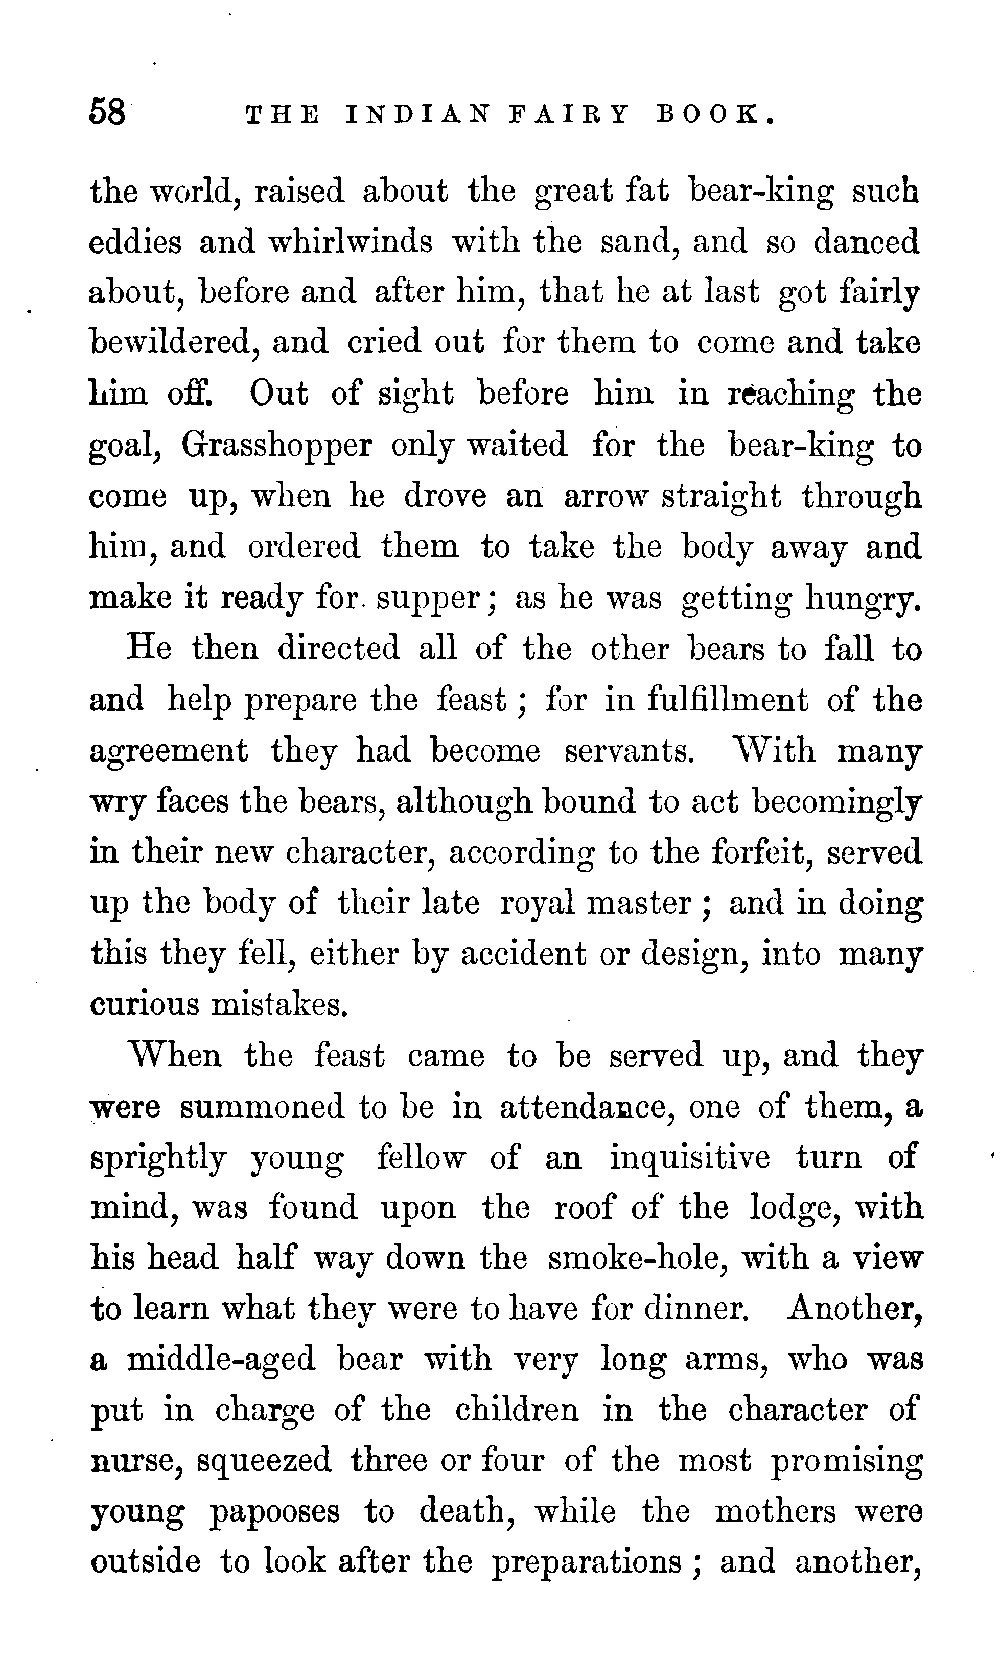 58 THE INDIAN FAIRY BOOK.
the world, raised about the great fat bear-king such
eddies and whirlwinds with the sand, and so danced
about, before and after him, that he at last got fairly
bewildered, and cried out for them to come and take
him off. Out of sight before him in reaching the
goal, Grasshopper only waited for the bear-king to
come up, when he drove an arrow straight through
him, and ordered them to take the body away and
make it ready for supper; as he was getting hungry.
He then directed all of the other bears to fall to
and help prepare the feast; for in fulfillment of the
agreement they had become servants. With many
wry faces the bears, although bound to act becomingly
in their new character, according to the forfeit, served
up the body of their late royal master; and in doing
this they fell, either by accident or design, into many
curious mistakes.
When the feast came to be served up, and they
were summoned to be in attendance, one of them, a
sprightly young fellow of an inquisitive turn of
mind, was found upon the roof of the lodge, with
his head half way down the smoke-hole, with a view
to learn what they were to have for dinner. Another,
a middle-aged bear with very long arms, who was
put in charge of the children in the character of
nurse, squeezed three or four of the most promising
young papooses to death, while the mothers were
outside to look after the preparations; and another,